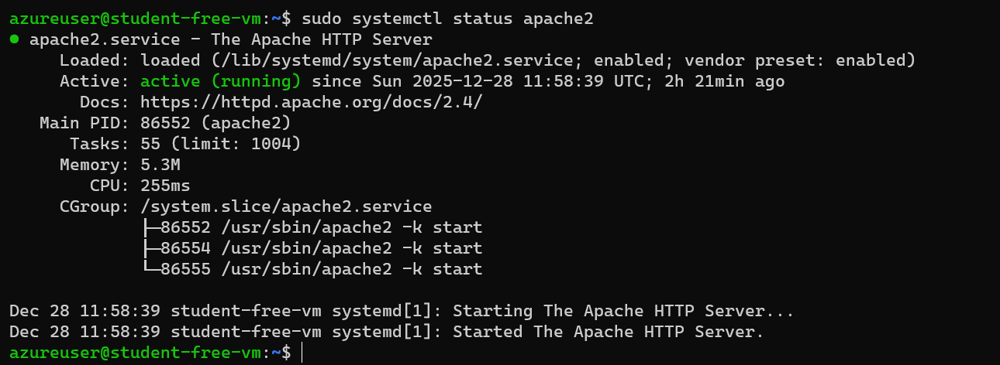 azureuser@student-free-vm:~$ sudo systemctl status apache2
● apache2.service - The Apache HTTP Server
     Loaded: loaded (/lib/systemd/system/apache2.service; enabled; vendor preset: enabled)
     Active: active (running) since Sun 2025-12-28 11:58:39 UTC; 2h 21min ago
       Docs: https://httpd.apache.org/docs/2.4/
   Main PID: 86552 (apache2)
      Tasks: 55 (limit: 1004)
     Memory: 5.3M
        CPU: 255ms
     CGroup: /system.slice/apache2.service
             ├─86552 /usr/sbin/apache2 -k start
             ├─86554 /usr/sbin/apache2 -k start
             └─86555 /usr/sbin/apache2 -k start

Dec 28 11:58:39 student-free-vm systemd[1]: Starting The Apache HTTP Server...
Dec 28 11:58:39 student-free-vm systemd[1]: Started The Apache HTTP Server.
azureuser@student-free-vm:~$